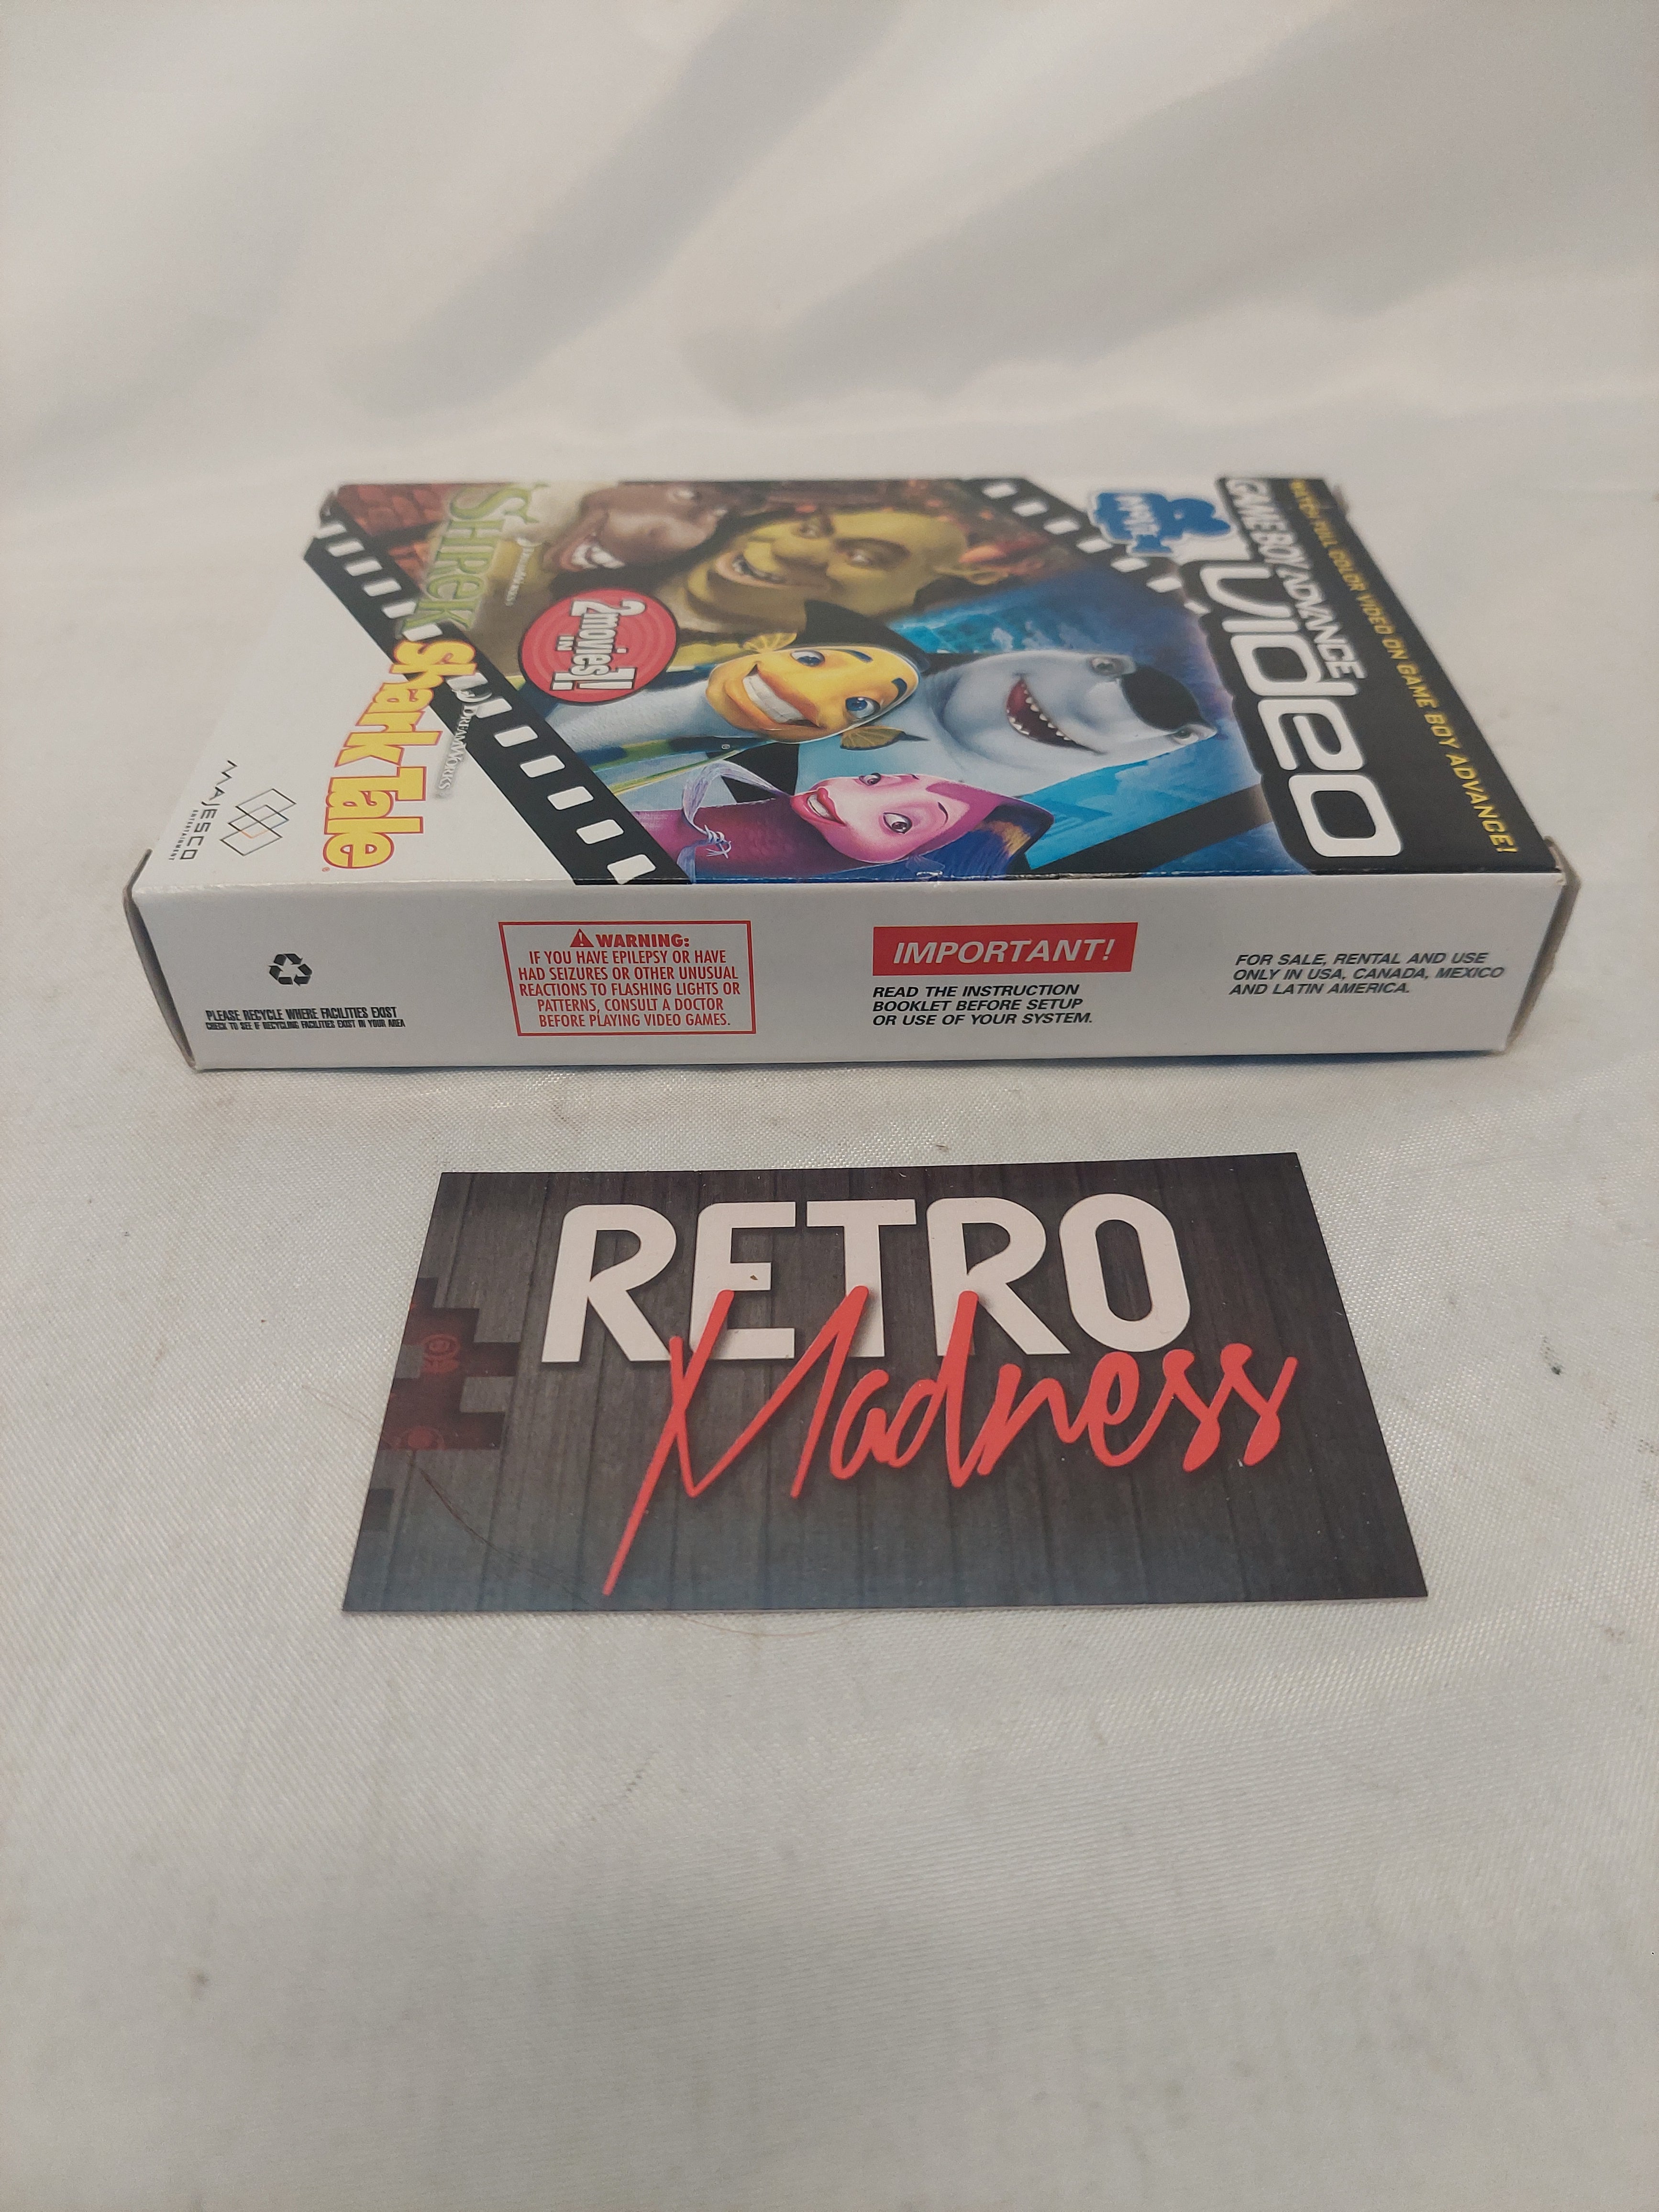 WATCH FULL COLOR VIDEO ON GAME BOY ADVANCE!
GAME BOY ADVANCE
Video
MOVIE
DREAMWORKS
SHREK
2 movies
IN 1!
DREAMWORKS
Shark Tale
MAJESCO
ENTERTAINMENT
PLEASE RECYCLE WHERE FACILITIES EXIST
CHECK TO SEE IF RECYCLING FACILITIES EXIST IN YOUR AREA
WARNING:
IF YOU HAVE EPILEPSY OR HAVE
HAD SEIZURES OR OTHER UNUSUAL
REACTIONS TO FLASHING LIGHTS OR
PATTERNS, CONSULT A DOCTOR
BEFORE PLAYING VIDEO GAMES.
IMPORTANT!
READ THE INSTRUCTION
BOOKLET BEFORE SETUP
OR USE OF YOUR SYSTEM.
FOR SALE, RENTAL AND USE
ONLY IN USA, CANADA, MEXICO
AND LATIN AMERICA.
RETRO
Madness